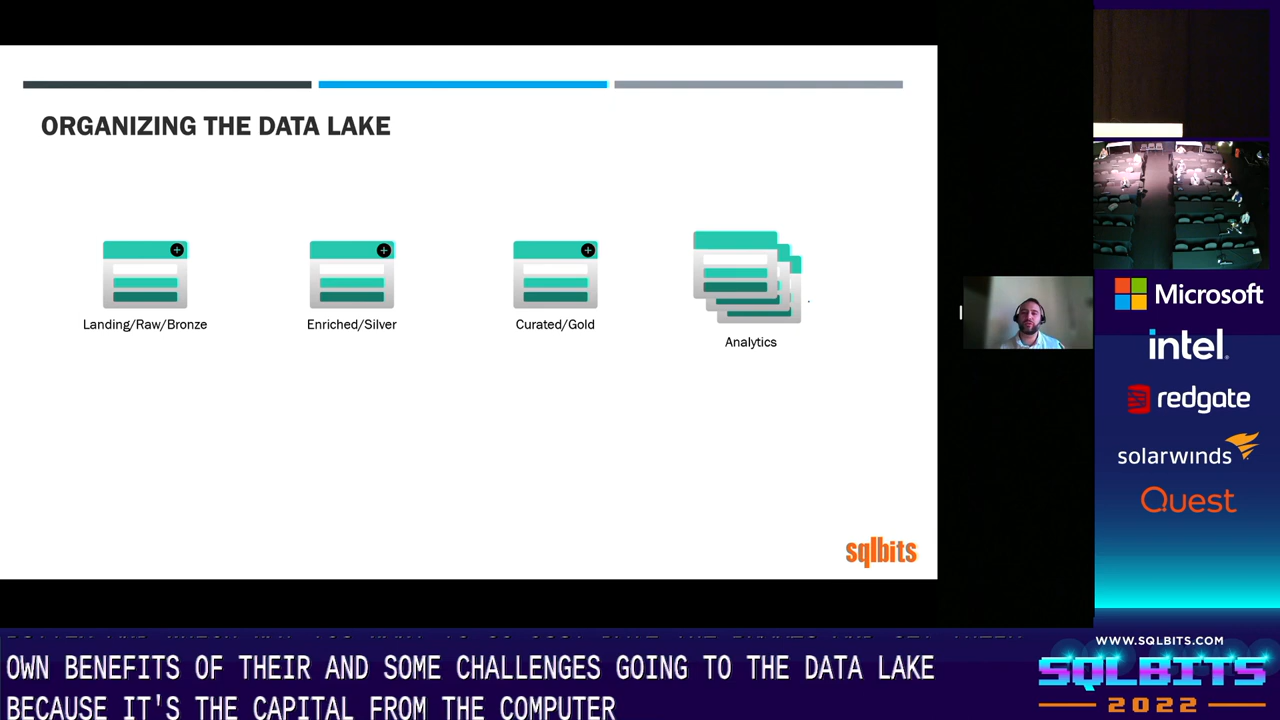 ORGANIZING THE DATA LAKE
Landing/Raw/Bronze
Enriched/Silver
Curated/Gold
Analytics
sqlbits
Microsoft
intel.
redgate
solarwinds
Quest
WWW.SQLBITS.COM
SQLBITS
2022
OWN BENEFITS OF THEIR AND SOME CHALLENGES GOING TO THE DATA LAKE
BECAUSE IT'S THE CAPITAL FROM THE COMPUTER